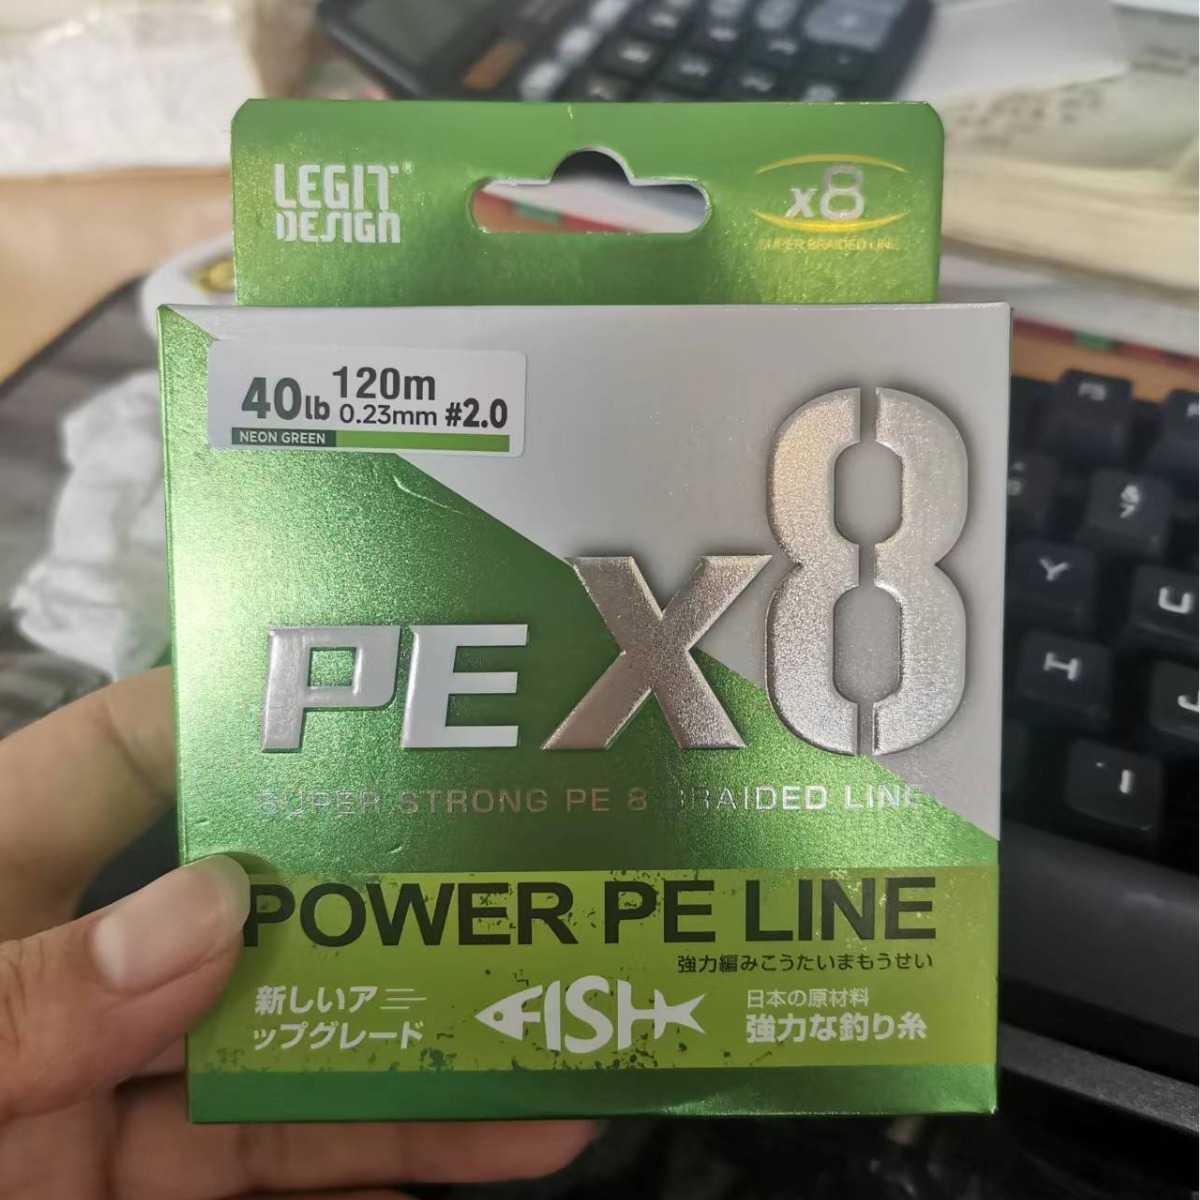 LEGIT
DESIGN
x8
SUPER BRAIDED LINE
40lb 120m
0.23mm #2.0
NEON GREEN
PE X8
SUPER STRONG PE 8 BRAIDED LINE
POWER PE LINE
強力編みこうたいまもうせい
新しいア
ップグレード
FISH
日本の原材料
強力な釣り糸
F5
&
7
Y
U
H
J